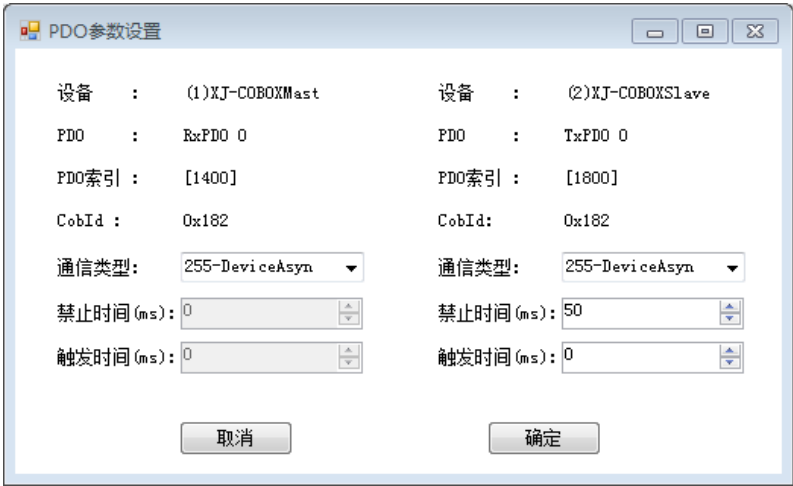 PDO参数设置
设备 : (1)XJ-COBOXMast 设备 : (2)XJ-COBOXSlave
PDO : RxPDO 0 PDO : TxPDO 0
PDO索引 : [1400] PDO索引 : [1800]
CobId : 0x182 CobId: 0x182
通信类型: 255-DeviceAsyn 通信类型: 255-DeviceAsyn
禁止时间(ms): 0 禁止时间(ms): 50
触发时间(ms): 0 触发时间(ms): 0
取消 确定